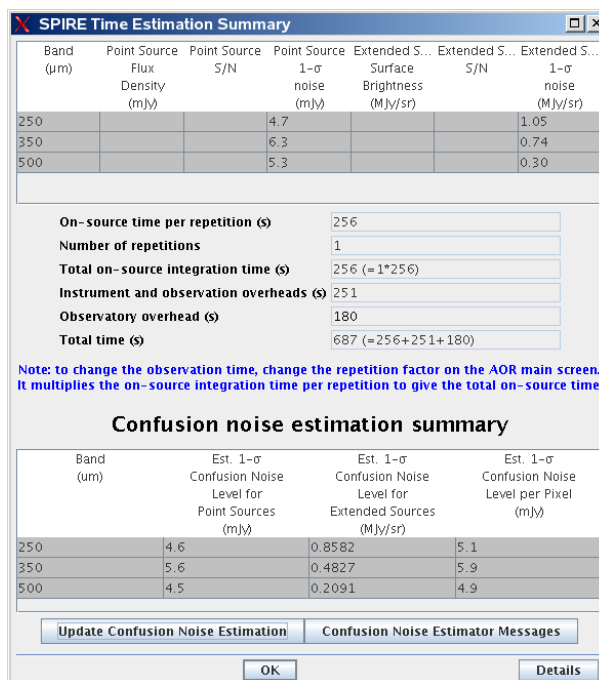 SPIRE Time Estimation Summary
Band Point Source Point Source Point Source Extended S... Extended S... Extended S...
(µm) Flux S/N 1-σ Surface S/N 1-σ
Density noise Brightness noise
(mJy) (mJy) (MJy/sr) (MJy/sr)
250 4.7 1.05
350 6.3 0.74
500 5.3 0.30
On-source time per repetition (s) 256
Number of repetitions 1
Total on-source integration time (s) 256 (=1*256)
Instrument and observation overheads (s) 251
Observatory overhead (s) 180
Total time (s) 687 (=256+251+180)
Note: to change the observation time, change the repetition factor on the AOR main screen.
It multiplies the on-source integration time per repetition to give the total on-source time
Confusion noise estimation summary
Band Est. 1-σ Est. 1-σ Est. 1-σ
(um) Confusion Noise Confusion Noise Confusion Noise
Level for Level for Level per Pixel
Point Sources Extended Sources (mJy)
(mJy) (MJy/sr)
250 4.6 0.8582 5.1
350 5.6 0.4827 5.9
500 4.5 0.2091 4.9
Update Confusion Noise Estimation Confusion Noise Estimator Messages
OK Details